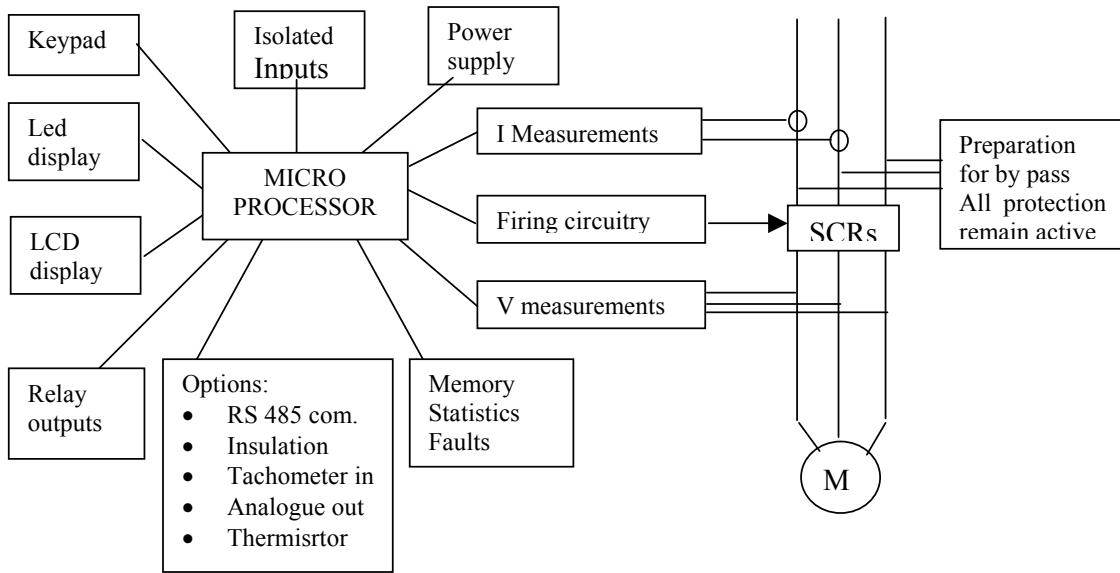 Keypad
Isolated
Inputs
Power
supply
Led
display
I Measurements
Preparation
for by pass
All protection
remain active
MICRO
PROCESSOR
Firing circuitry
SCRs
LCD
display
V measurements
Relay
outputs
Options:
• RS 485 com.
• Insulation
• Tachometer in
• Analogue out
• Thermisrtor
Memory
Statistics
Faults
M